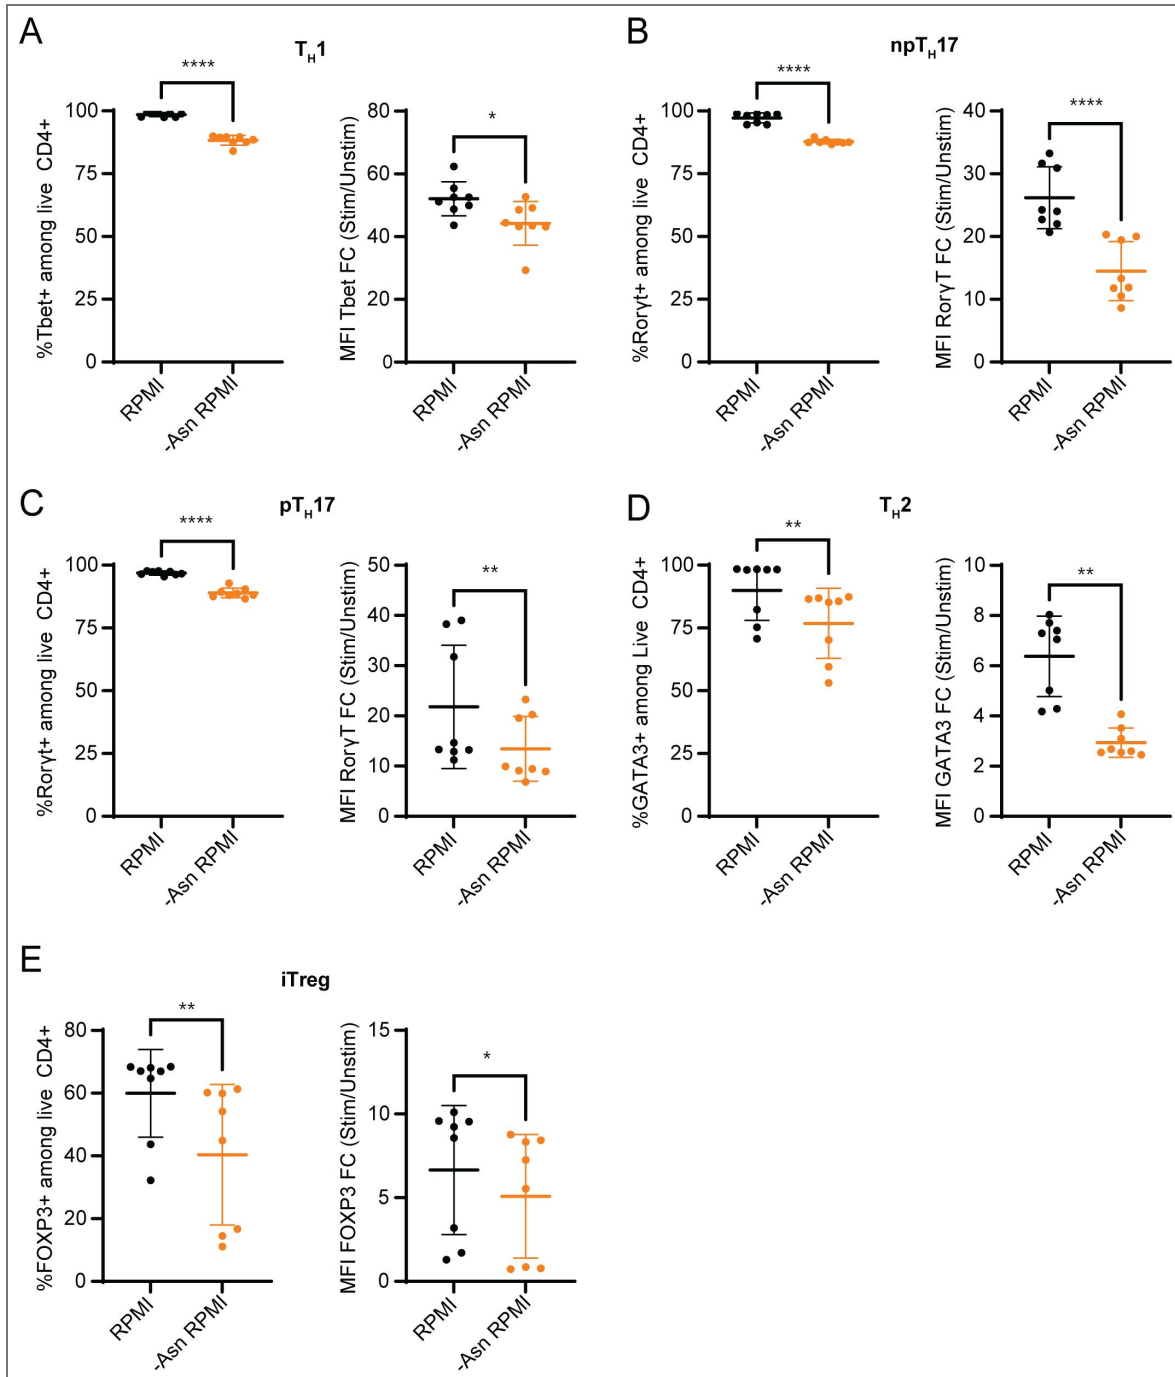 A
T_H1
****
%Tbet+ among live CD4+
100
75
50
25
0
RPMI
-Asn RPMI
*
MFI Tbet FC (Stim/Unstim)
80
60
40
20
0
RPMI
-Asn RPMI
B
npT_H17
****
%Rorγt+ among live CD4+
100
75
50
25
0
RPMI
-Asn RPMI
****
MFI RorγT FC (Stim/Unstim)
40
30
20
10
0
RPMI
-Asn RPMI
C
pT_H17
****
%Rorγt+ among live CD4+
100
75
50
25
0
RPMI
-Asn RPMI
**
MFI RorγT FC (Stim/Unstim)
50
40
30
20
10
0
RPMI
-Asn RPMI
D
T_H2
**
%GATA3+ among Live CD4+
100
75
50
25
0
RPMI
-Asn RPMI
**
MFI GATA3 FC (Stim/Unstim)
8
6
4
2
0
RPMI
-Asn RPMI
E
iTreg
**
%FOXP3+ among live CD4+
80
60
40
20
0
RPMI
-Asn RPMI
*
MFI FOXP3 FC (Stim/Unstim)
15
10
5
0
RPMI
-Asn RPMI